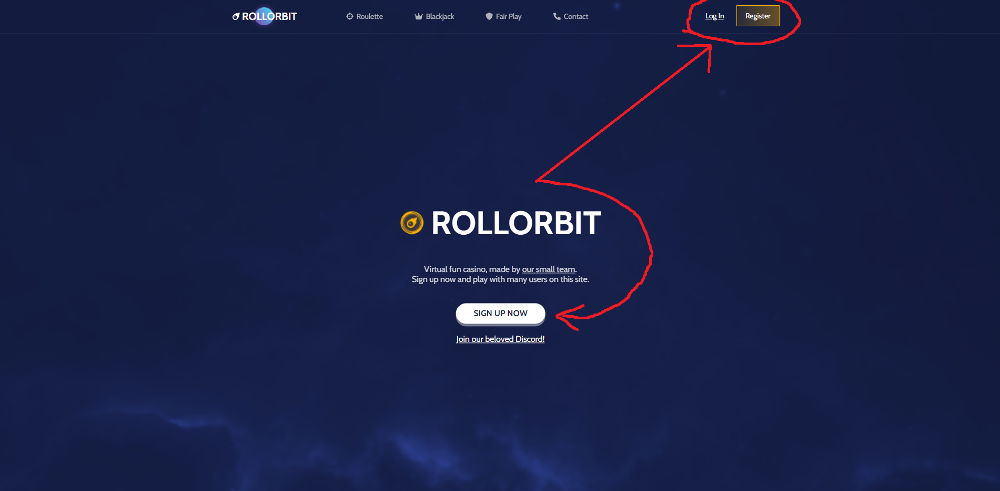 ROLLORBIT
Roulette
Blackjack
Fair Play
Contact
Log In
Register
ROLLORBIT
Virtual fun casino, made by our small team.
Sign up now and play with many users on this site.
SIGN UP NOW
Join our beloved Discord!